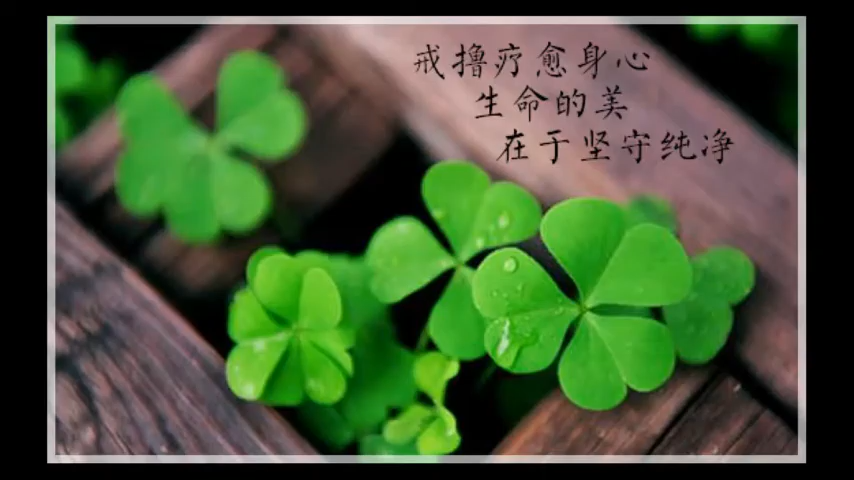 戒撸疗愈身心
生命的美
在于坚守纯净